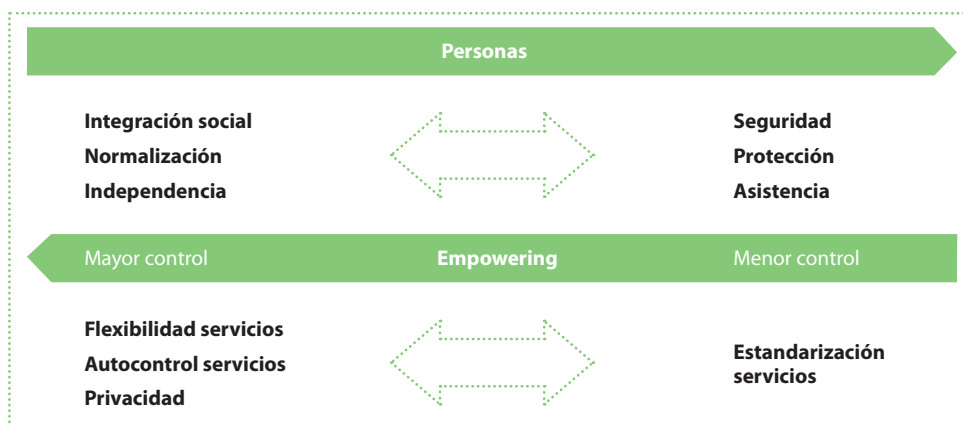 Personas
Integración social
Seguridad
Normalización
Protección
Independencia
Asistencia
Mayor control
Empowering
Menor control
Flexibilidad servicios
Autocontrol servicios
Privacidad
Estandarización
servicios